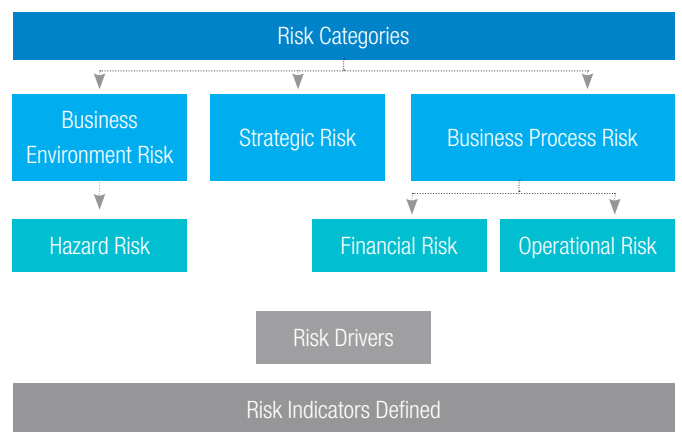 Risk Categories
Business
Environment Risk
Strategic Risk
Business Process Risk
Hazard Risk
Financial Risk
Operational Risk
Risk Drivers
Risk Indicators Defined